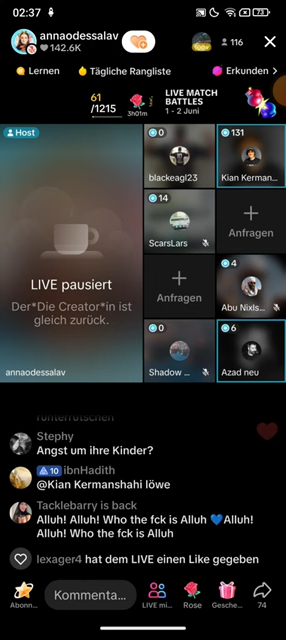 02:37
73
annaodessalav
142.6K
116
Lernen
Tägliche Rangliste
Erkunden >
61
/1215
3h01m
LIVE MATCH
BATTLES
1 - 2 Juni
Host
0
131
blackeagl23
Kian Kerman...
14
ScarsLars
Anfragen
LIVE pausiert
Der*Die Creator*in ist
gleich zurück.
Anfragen
4
Abu Nixls...
annaodessalav
0
6
Shadow ...
Azad neu
runterrutschen
Stephy
Angst um ihre Kinder?
10 ibnHadith
@Kian Kermanshahi löwe
Tacklebarry is back
Alluh! Alluh! Who the fck is Alluh 💙Alluh!
Alluh! Who the fck is Alluh
lexager4 hat dem LIVE einen Like gegeben
Abonn...
Kommenta...
LIVE mi...
Rose
Gesche...
74